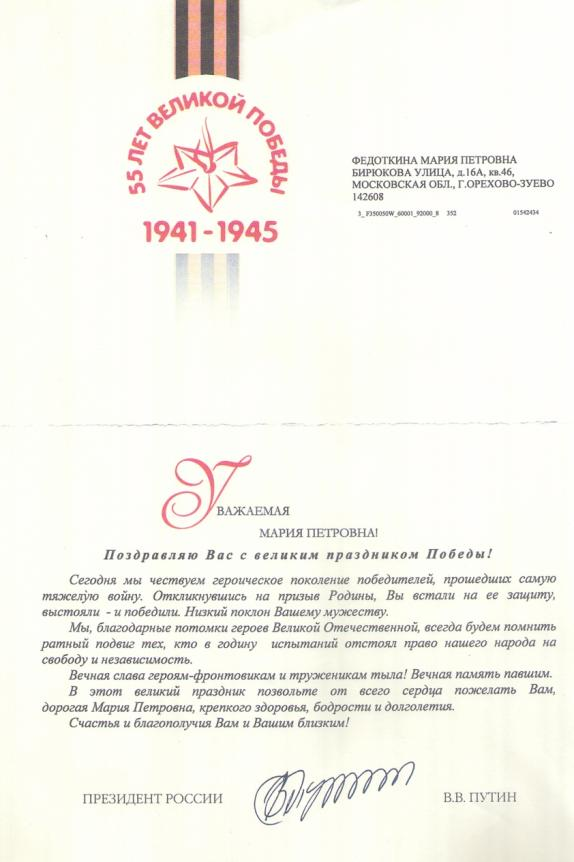 55 ЛЕТ ВЕЛИКОЙ ПОБЕДЫ
1941 - 1945
ФЕДОТКИНА МАРИЯ ПЕТРОВНА
БИРЮКОВА УЛИЦА, д.16А, кв.46,
МОСКОВСКАЯ ОБЛ., Г.ОРЕХОВО-ЗУЕВО
142608
3_F350050W_60001_92000_8 352 01542434
УВАЖАЕМАЯ
МАРИЯ ПЕТРОВНА!
Поздравляю Вас с великим праздником Победы!
Сегодня мы чествуем героическое поколение победителей, прошедших самую
тяжелую войну. Откликнувшись на призыв Родины, Вы встали на ее защиту,
выстояли - и победили. Низкий поклон Вашему мужеству.
Мы, благодарные потомки героев Великой Отечественной, всегда будем помнить
ратный подвиг тех, кто в годину испытаний отстоял право нашего народа на
свободу и независимость.
Вечная слава героям-фронтовикам и труженикам тыла! Вечная память павшим.
В этот великий праздник позвольте от всего сердца пожелать Вам,
дорогая Мария Петровна, крепкого здоровья, бодрости и долголетия.
Счастья и благополучия Вам и Вашим близким!
ПРЕЗИДЕНТ РОССИИ
В.В. ПУТИН